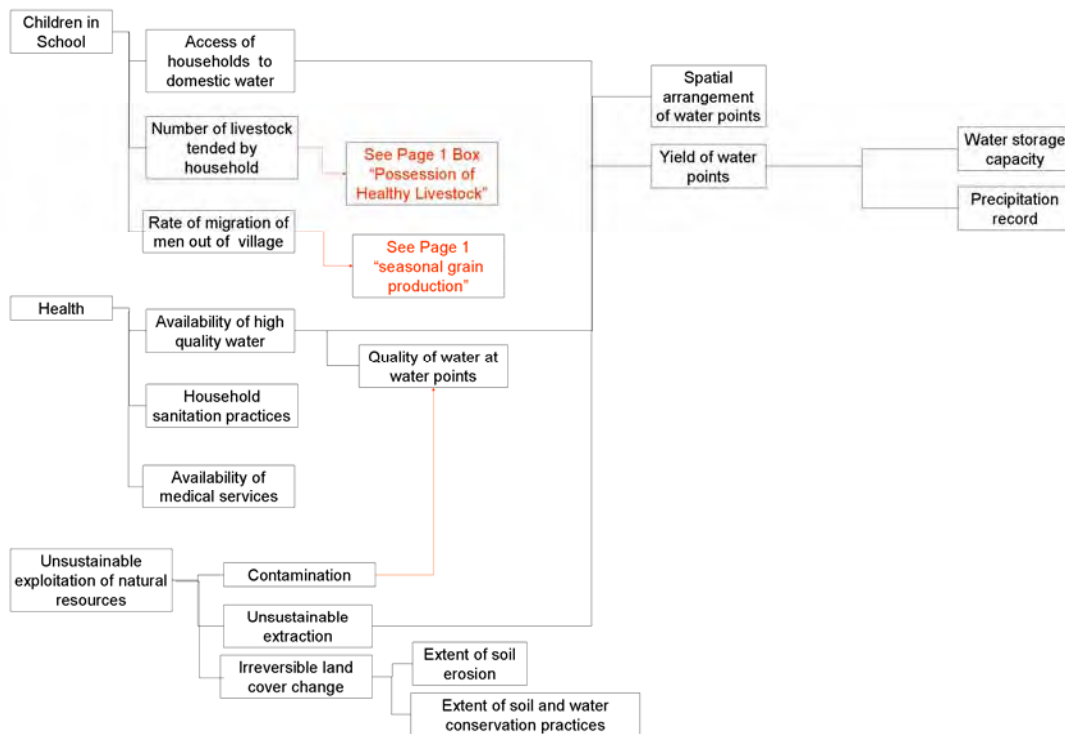 Children in
School
Access of
households to
domestic water
Number of livestock
tended by
household
See Page 1 Box
“Possession of
Healthy Livestock”
Rate of migration of
men out of village
See Page 1
“seasonal grain
production”
Spatial
arrangement
of water points
Yield of water
points
Water storage
capacity
Precipitation
record
Health
Availability of high
quality water
Quality of water at
water points
Household
sanitation practices
Availability of
medical services
Unsustainable
exploitation of natural
resources
Contamination
Unsustainable
extraction
Irreversible land
cover change
Extent of soil
erosion
Extent of soil and water
conservation practices